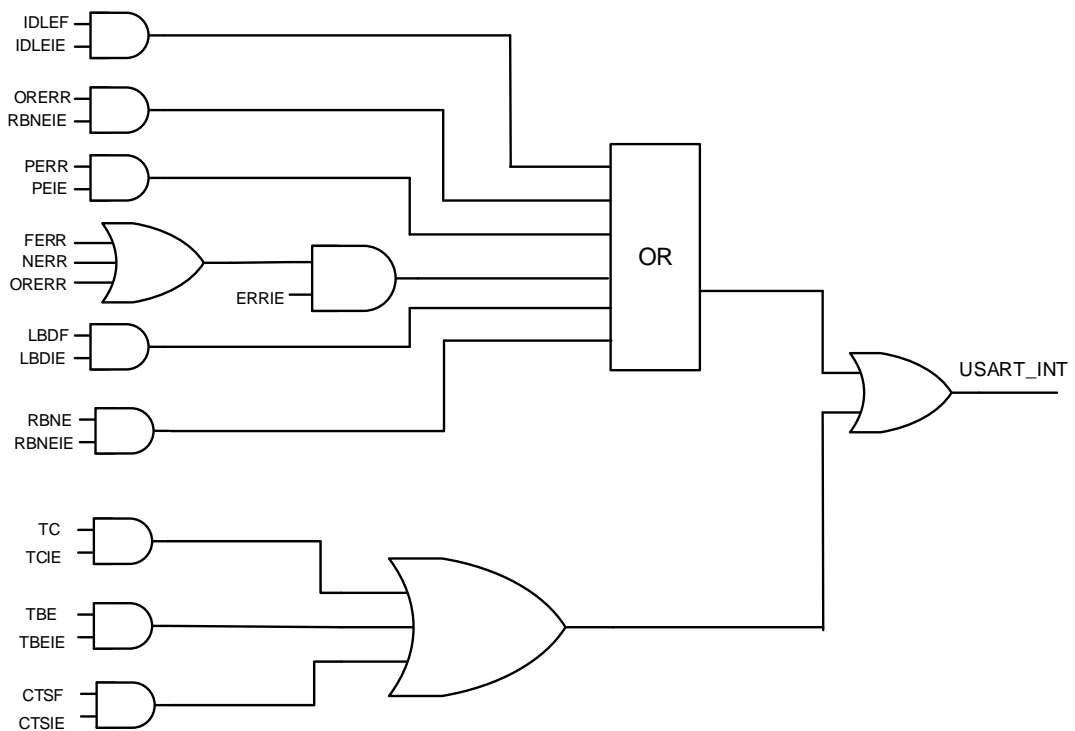 IDLEF
IDLEIE
ORERR
RBNEIE
PERR
PEIE
FERR
NERR
ORERR
ERRIE
LBDF
LBDIE
RBNE
RBNEIE
OR
USART_INT
TC
TCIE
TBE
TBEIE
CTSF
CTSIE